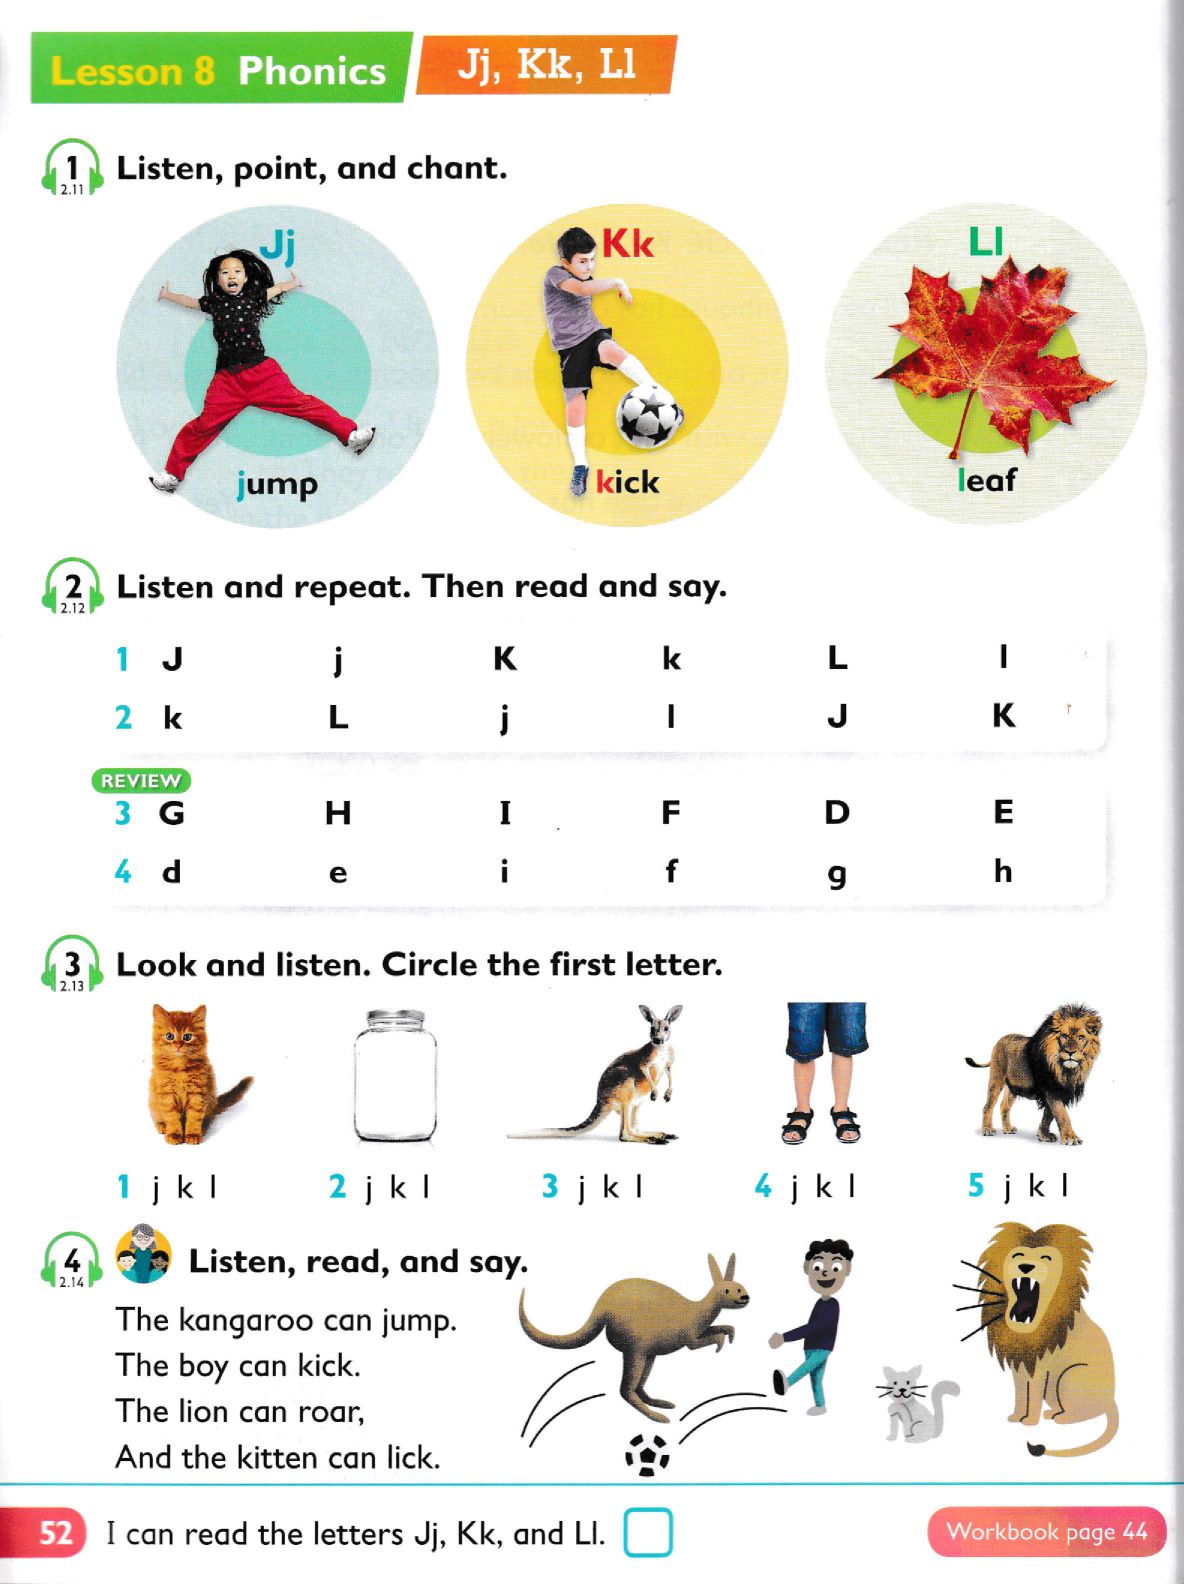 Lesson 8 Phonics Jj, Kk, Ll
1 Listen, point, and chant.
2.11
Jj Kk Ll
jump kick leaf
2 Listen and repeat. Then read and say.
2.12
1 J j K k L l
2 k L j l J K
REVIEW
3 G H I F D E
4 d e i f g h
3 Look and listen. Circle the first letter.
2.13
1 j k l 2 j k l 3 j k l 4 j k l 5 j k l
4 Listen, read, and say.
2.14
The kangaroo can jump.
The boy can kick.
The lion can roar,
And the kitten can lick.
52 I can read the letters Jj, Kk, and Ll. Workbook page 44